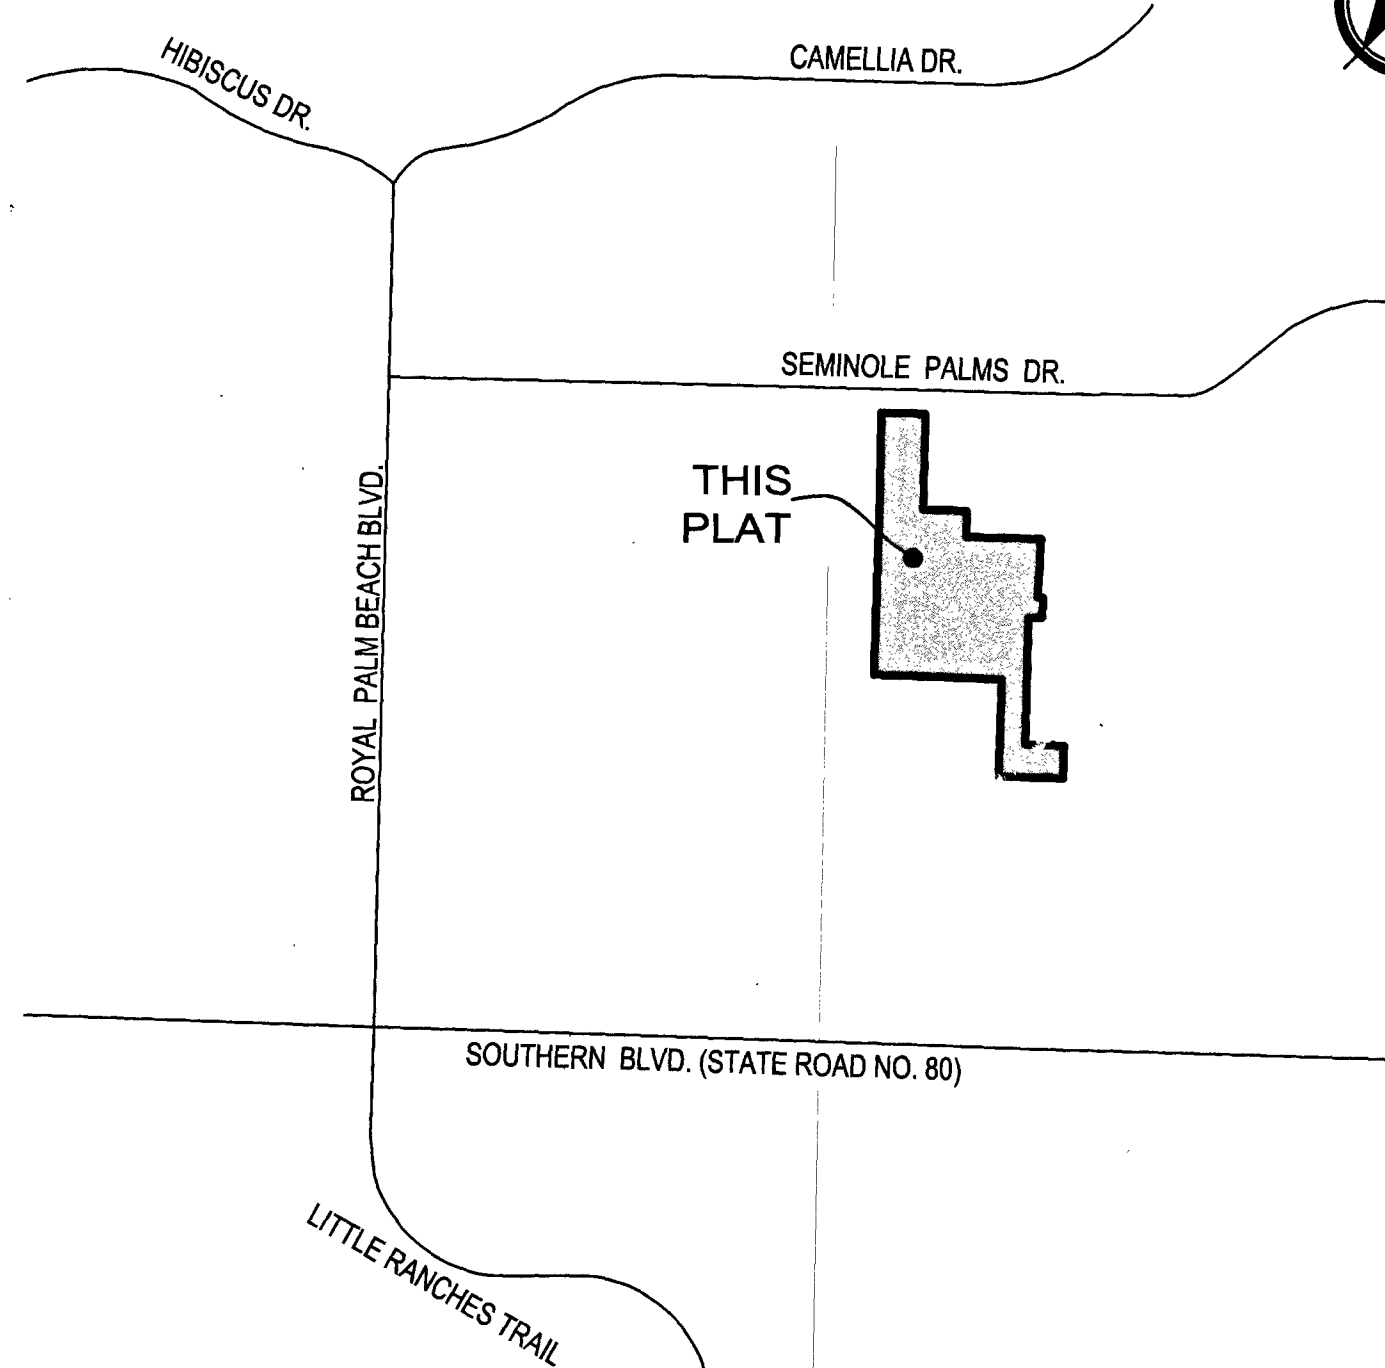 HIBISCUS DR.
CAMELLIA DR.
SEMINOLE PALMS DR.
THIS
PLAT
ROYAL PALM BEACH BLVD.
SOUTHERN BLVD. (STATE ROAD NO. 80)
LITTLE RANCHES TRAIL